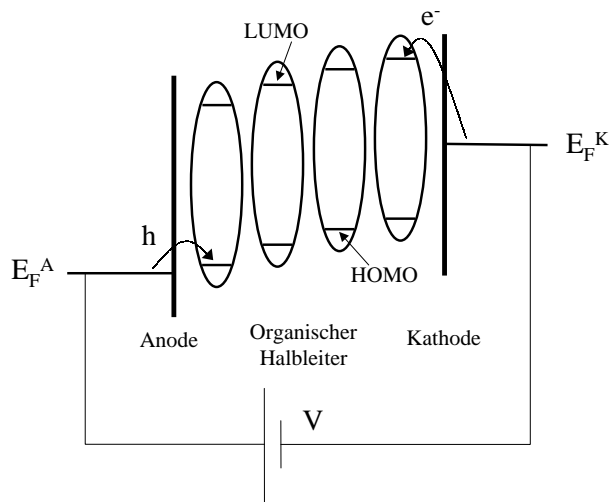 e-
LUMO
E_F^K
h
E_F^A
HOMO
Anode
Organischer
Halbleiter
Kathode
V